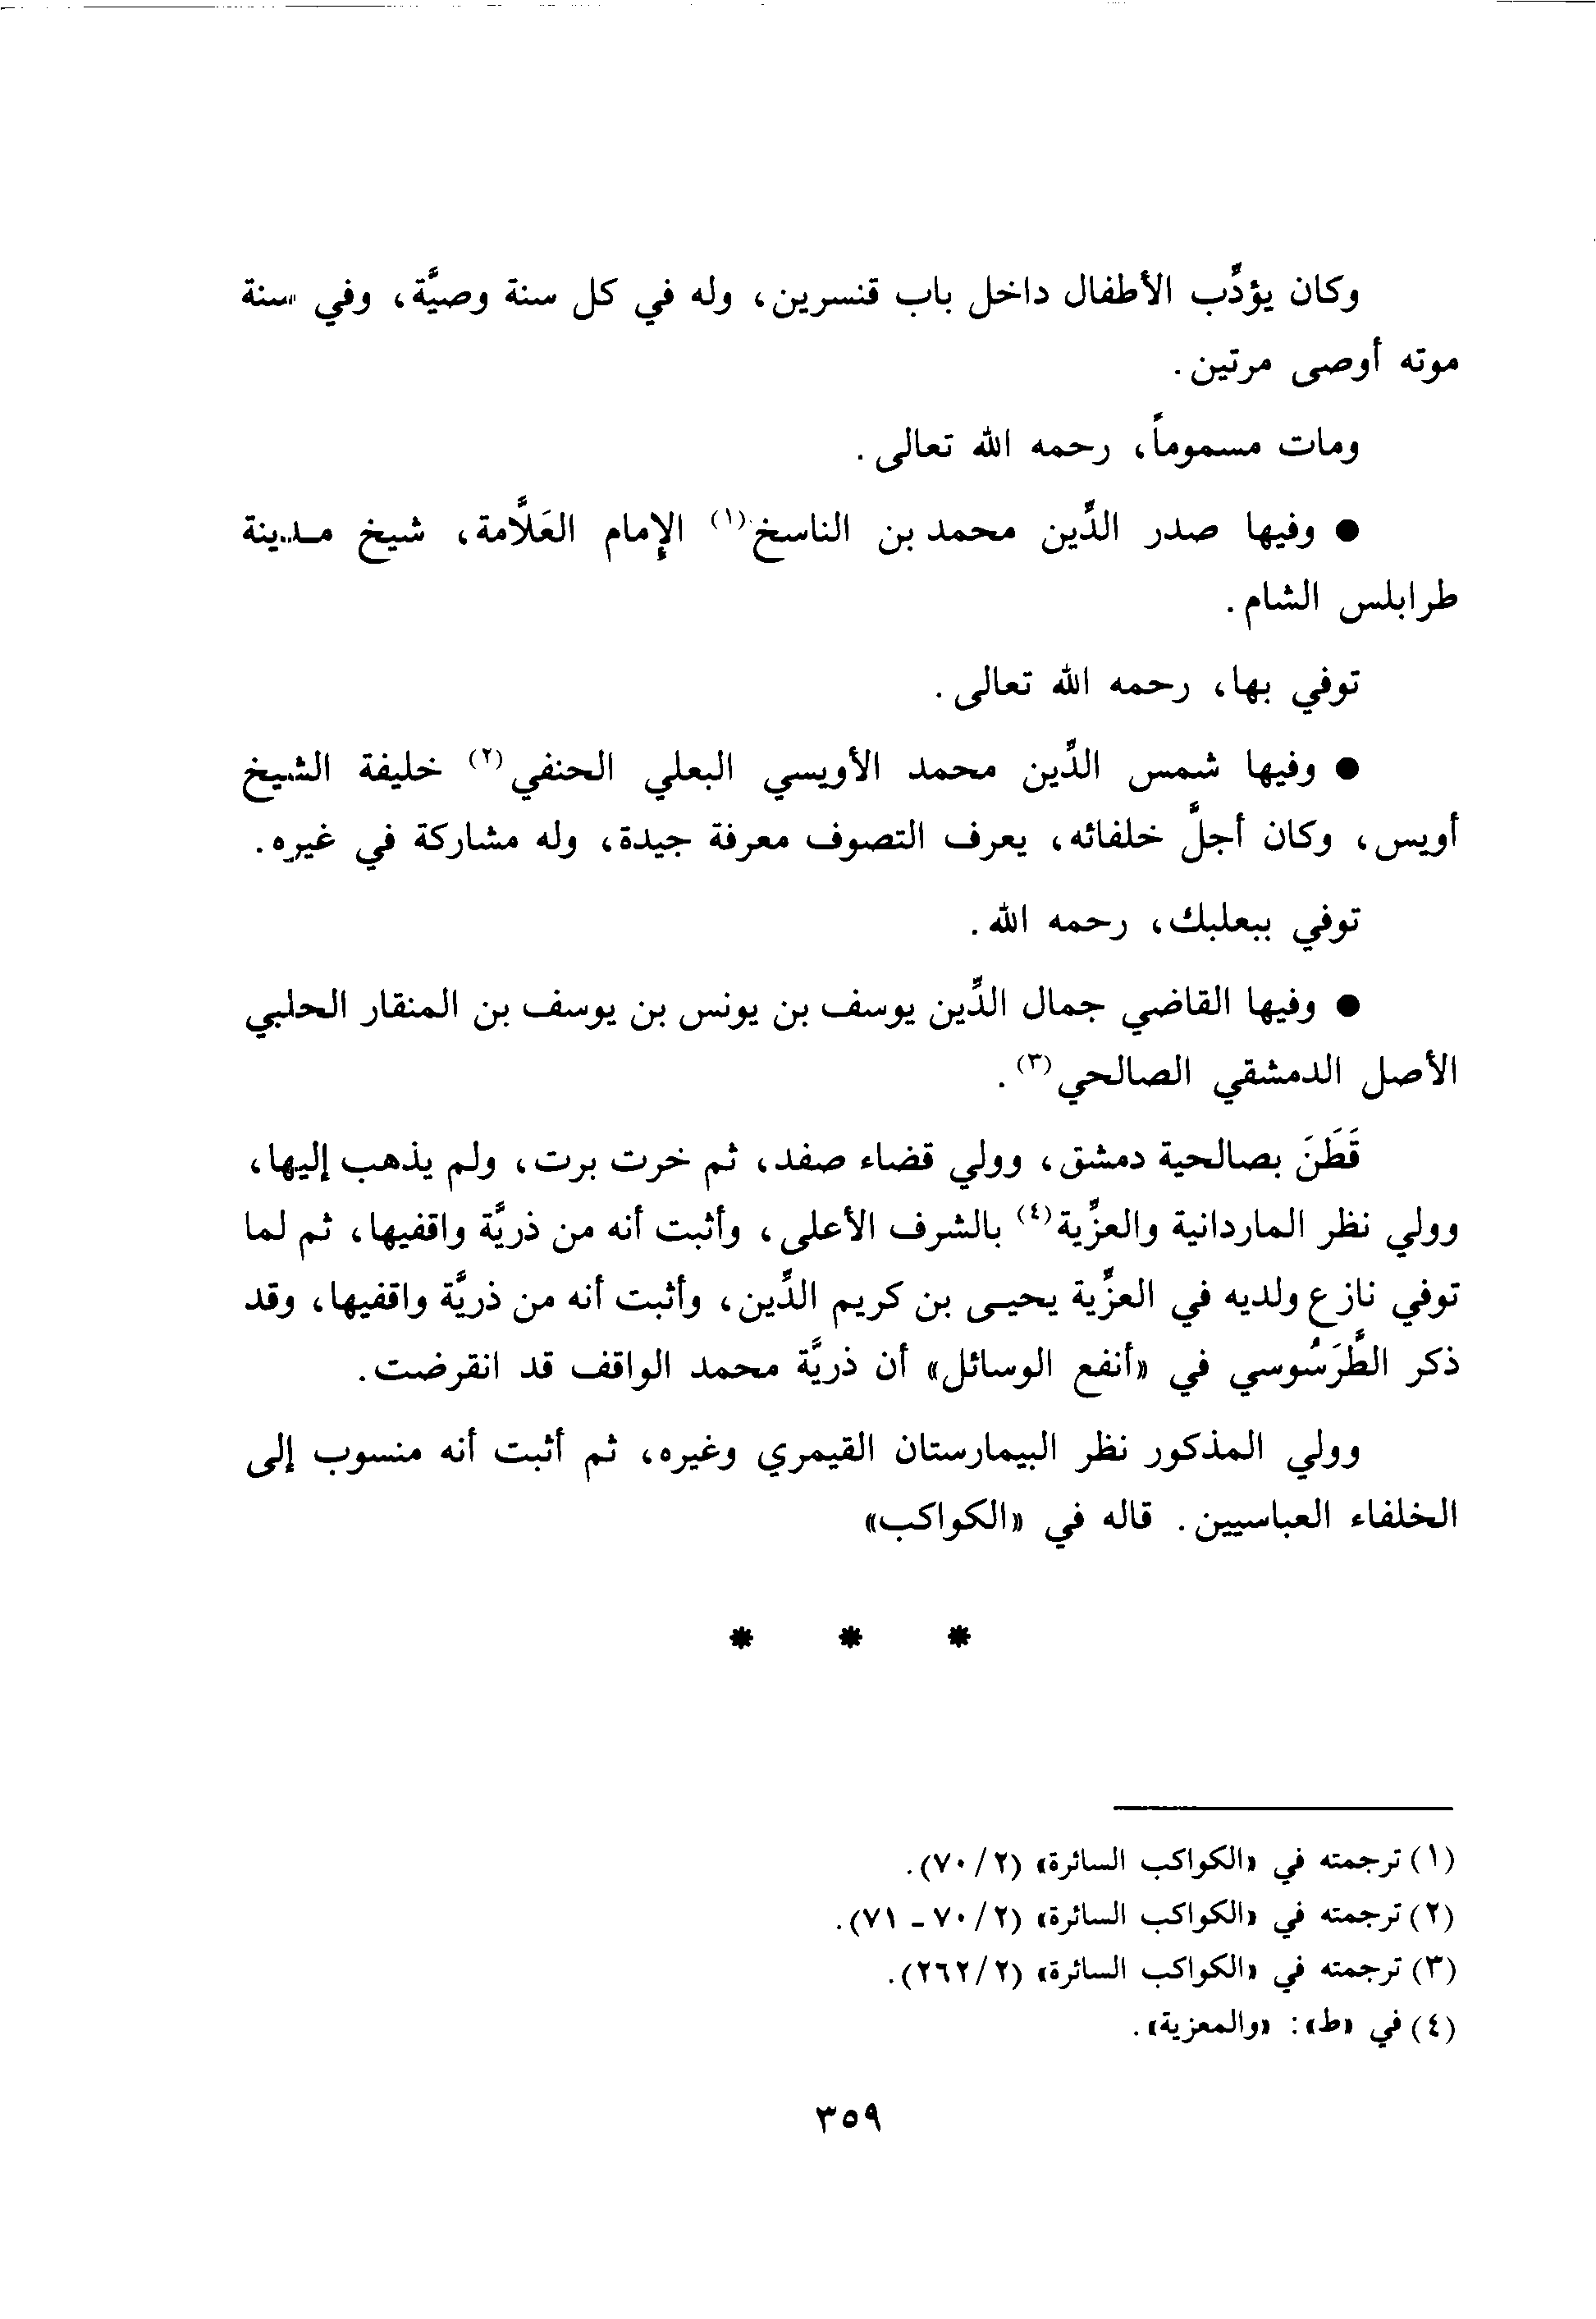 وكان يؤدِّب الأطفال داخل باب قنسرين، وله في كل سنة وصيَّة، وفي سنة
موته أوصى مرتين.
ومات مسموماً، رحمه الله تعالى.
● وفيها صدر الدِّين محمد بن الناسخ(١) الإمام العَلاَّمة، شيخ مدينة
طرابلس الشام.
توفي بها، رحمه الله تعالى.
● وفيها شمس الدِّين محمد الأويسي البعلي الحنفي(٢) خليفة الشيخ
أويس، وكان أجلَّ خلفائه، يعرف التصوف معرفة جيدة، وله مشاركة في غيره.
توفي ببعلبك، رحمه الله.
● وفيها القاضي جمال الدِّين يوسف بن يونس بن يوسف بن المنقار الحلبي
الأصل الدمشقي الصالحي(٣).
قَطَنَ بصالحية دمشق، وولي قضاء صفد، ثم خرت برت، ولم يذهب إليها،
وولي نظر الماردانية والعزِّية(٤) بالشرف الأعلى، وأثبت أنه من ذريَّة واقفيها، ثم لما
توفي نازع ولديه في العزِّية يحيى بن كريم الدِّين، وأثبت أنه من ذريَّة واقفيها، وقد
ذكر الطَّرَسُوسي في «أنفع الوسائل» أن ذريَّة محمد الواقف قد انقرضت.
وولي المذكور نظر البيمارستان القيمري وغيره، ثم أثبت أنه منسوب إلى
الخلفاء العباسيين. قاله في «الكواكب»
* * *
(١) ترجمته في «الكواكب السائرة» (٢/ ٧٠).
(٢) ترجمته في «الكواكب السائرة» (٢/ ٧٠ - ٧١).
(٣) ترجمته في «الكواكب السائرة» (٢/ ٢٦٢).
(٤) في «ط»: «والمعزية».
٣٥٩